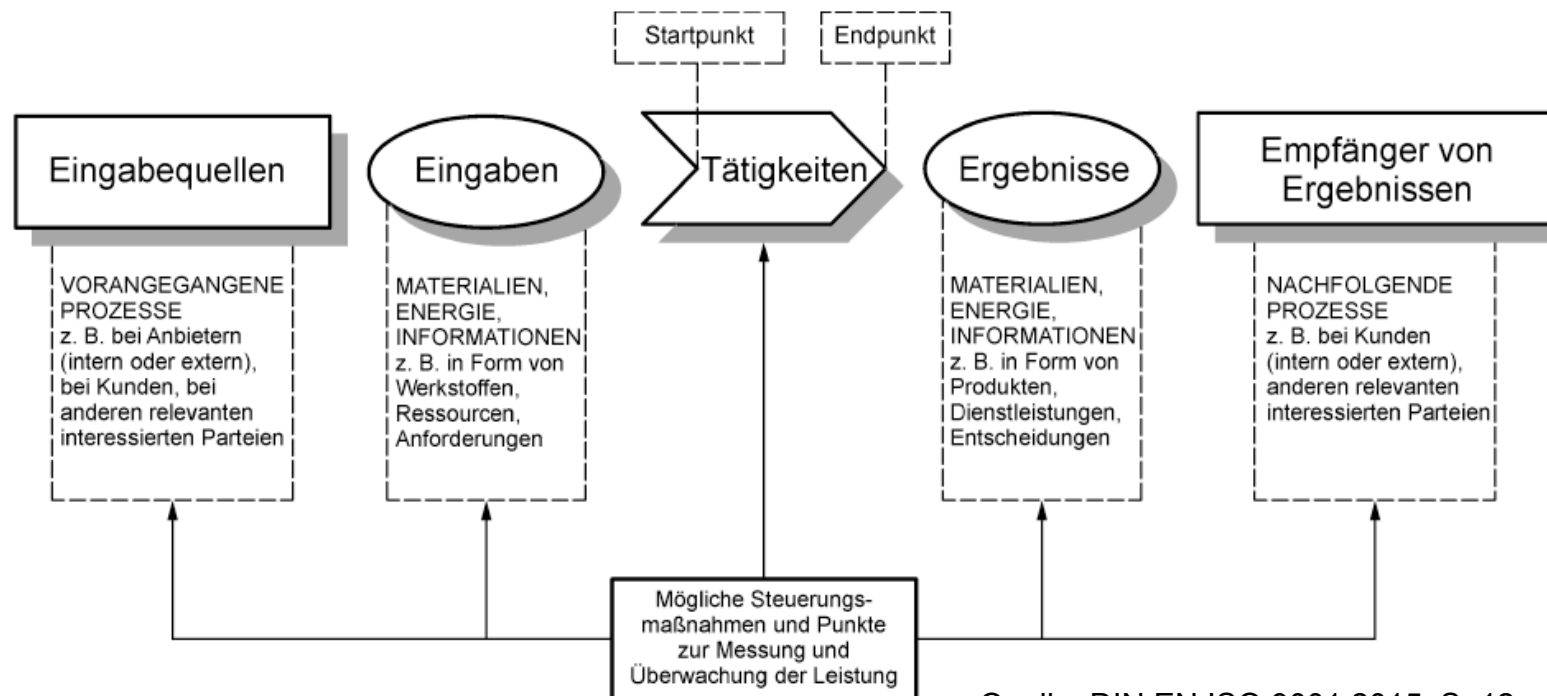 Startpunkt
Endpunkt
Eingabequellen
Eingaben
Tätigkeiten
Ergebnisse
Empfänger von
Ergebnissen
VORANGEGANGENE
PROZESSE
z. B. bei Anbietern
(intern oder extern),
bei Kunden, bei
anderen relevanten
interessierten Parteien
MATERIALIEN,
ENERGIE,
INFORMATIONEN
z. B. in Form von
Werkstoffen,
Ressourcen,
Anforderungen
MATERIALIEN,
ENERGIE,
INFORMATIONEN
z. B. in Form von
Produkten,
Dienstleistungen,
Entscheidungen
NACHFOLGENDE
PROZESSE
z. B. bei Kunden
(intern oder extern),
anderen relevanten
interessierten Parteien
Mögliche Steuerungs-
maßnahmen und Punkte
zur Messung und
Überwachung der Leistung